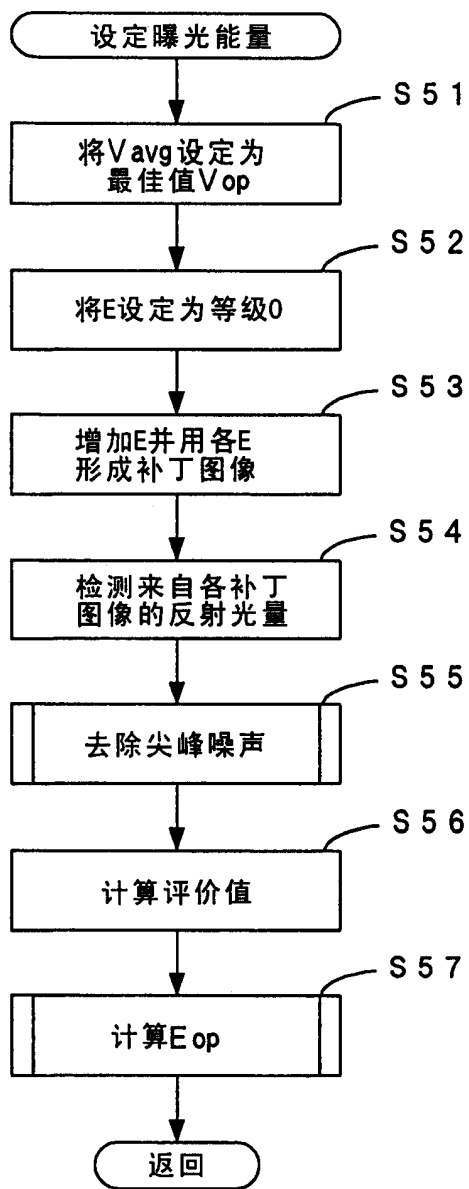 设定曝光能量
S51
将Vavg设定为
最佳值Vop
S52
将E设定为等级0
S53
增加E并用各E
形成补丁图像
S54
检测来自各补丁
图像的反射光量
S55
去除尖峰噪声
S56
计算评价值
S57
计算Eop
返回